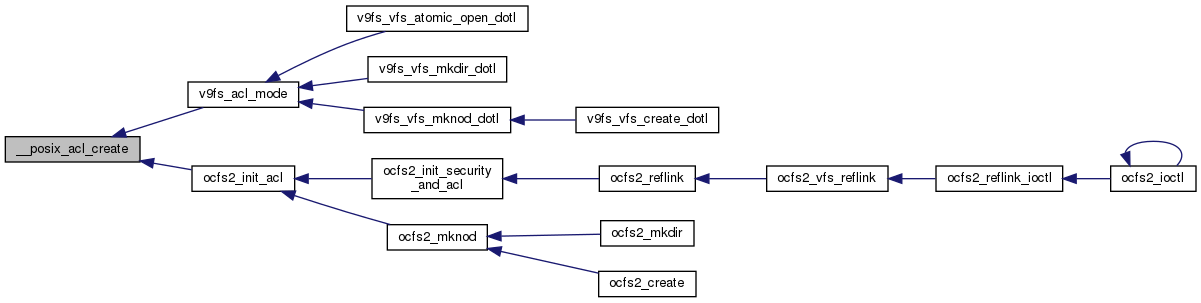 v9fs_vfs_atomic_open_dotl
v9fs_vfs_mkdir_dotl
v9fs_acl_mode
v9fs_vfs_mknod_dotl
v9fs_vfs_create_dotl
__posix_acl_create
ocfs2_init_acl
ocfs2_init_security
_and_acl
ocfs2_reflink
ocfs2_vfs_reflink
ocfs2_reflink_ioctl
ocfs2_ioctl
ocfs2_mknod
ocfs2_mkdir
ocfs2_create